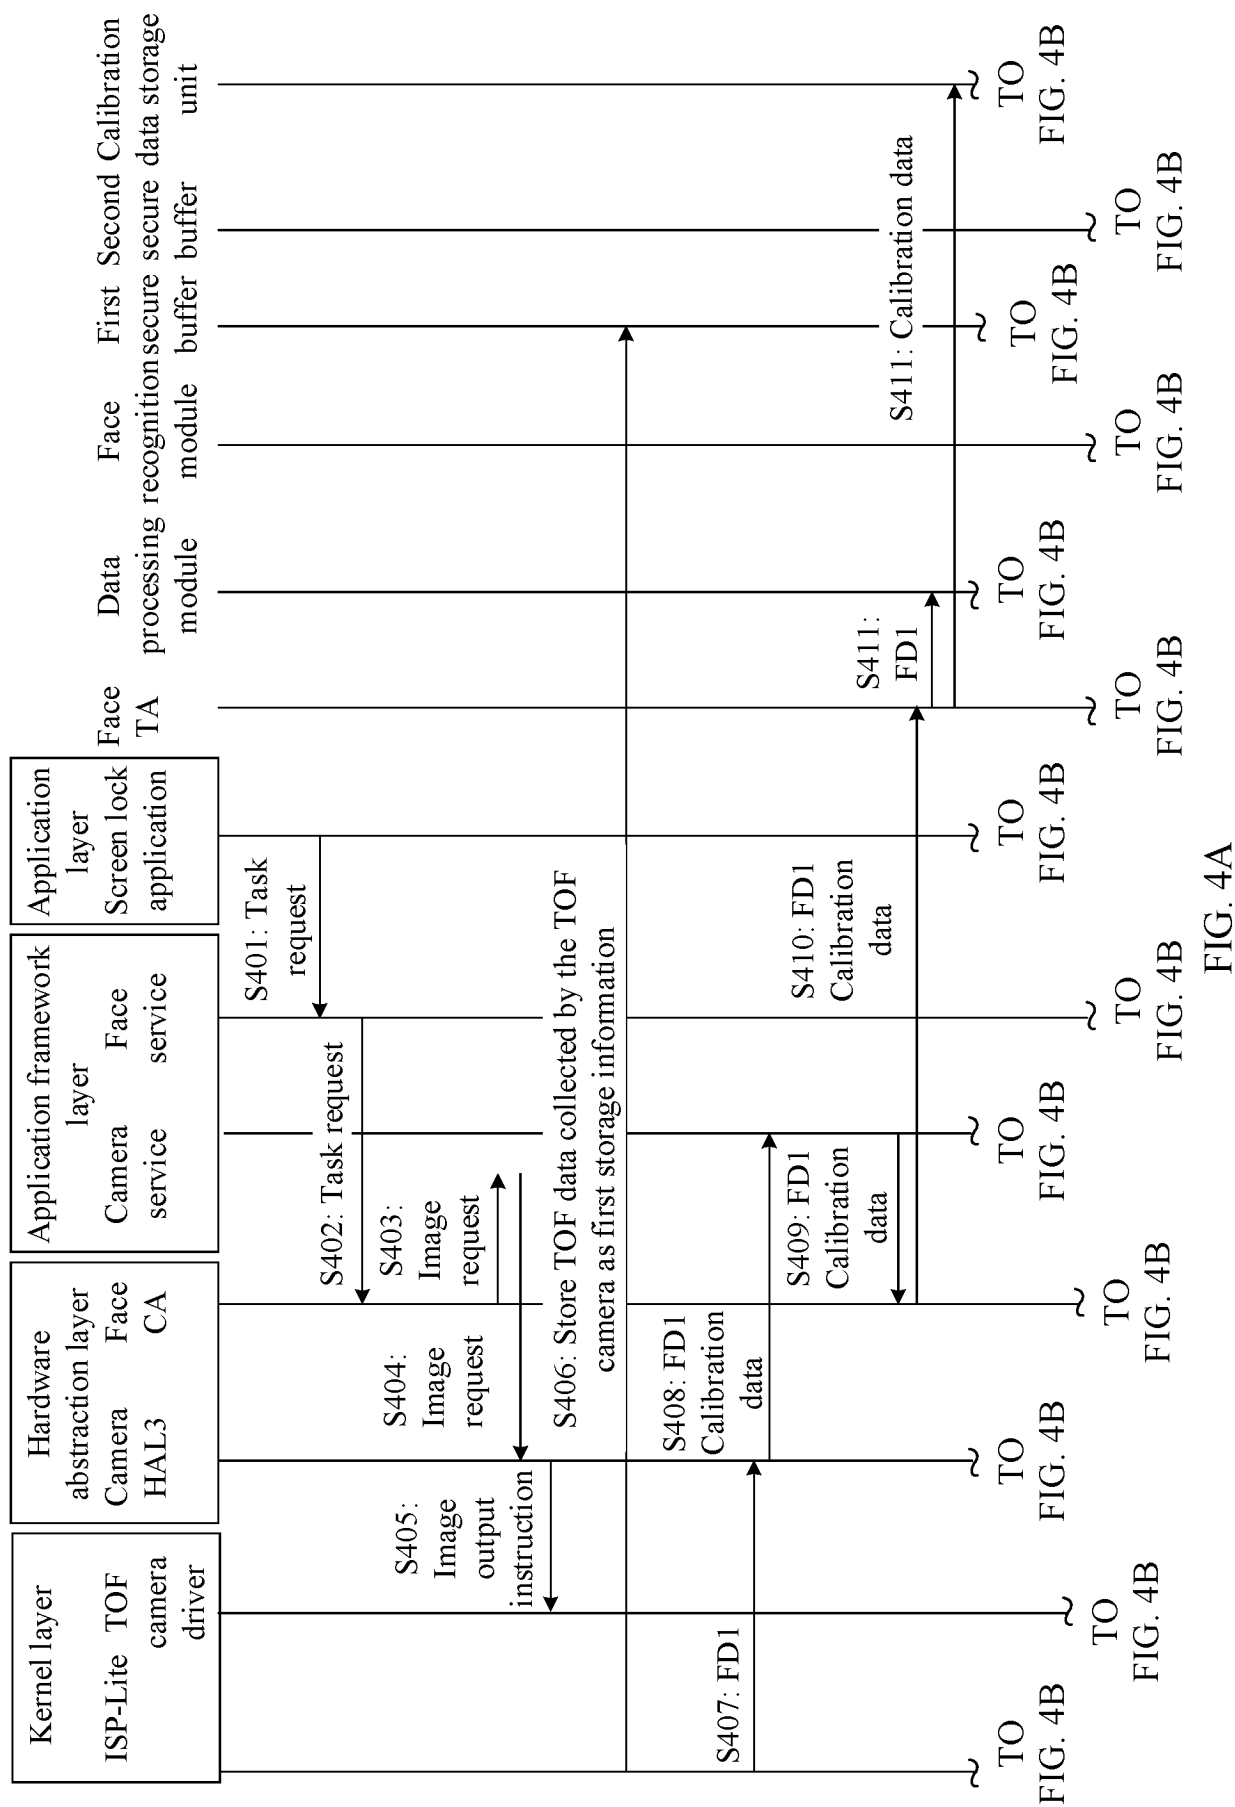 Kernel layer
ISP-Lite
TOF
camera
driver
Hardware
abstraction layer
Camera
HAL3
Face
CA
Application framework
layer
Camera
service
Face
service
Application
layer
Screen lock
application
Face
TA
Data
processing
module
Face
recognition
module
First
secure
buffer
Second
secure
buffer
Calibration
data storage
unit
S401: Task
request
S402: Task request
S403:
Image
request
S404:
Image
request
S405:
Image
output
instruction
S406: Store TOF data collected by the TOF
camera as first storage information
S407: FD1
S408: FD1
Calibration
data
S409: FD1
Calibration
data
S410: FD1
Calibration
data
S411:
FD1
S411: Calibration data
TO
FIG. 4B
TO
FIG. 4B
TO
FIG. 4B
TO
FIG. 4B
TO
FIG. 4B
TO
FIG. 4B
TO
FIG. 4B
TO
FIG. 4B
TO
FIG. 4B
TO
FIG. 4B
TO
FIG. 4B
TO
FIG. 4B
TO
FIG. 4B
FIG. 4A